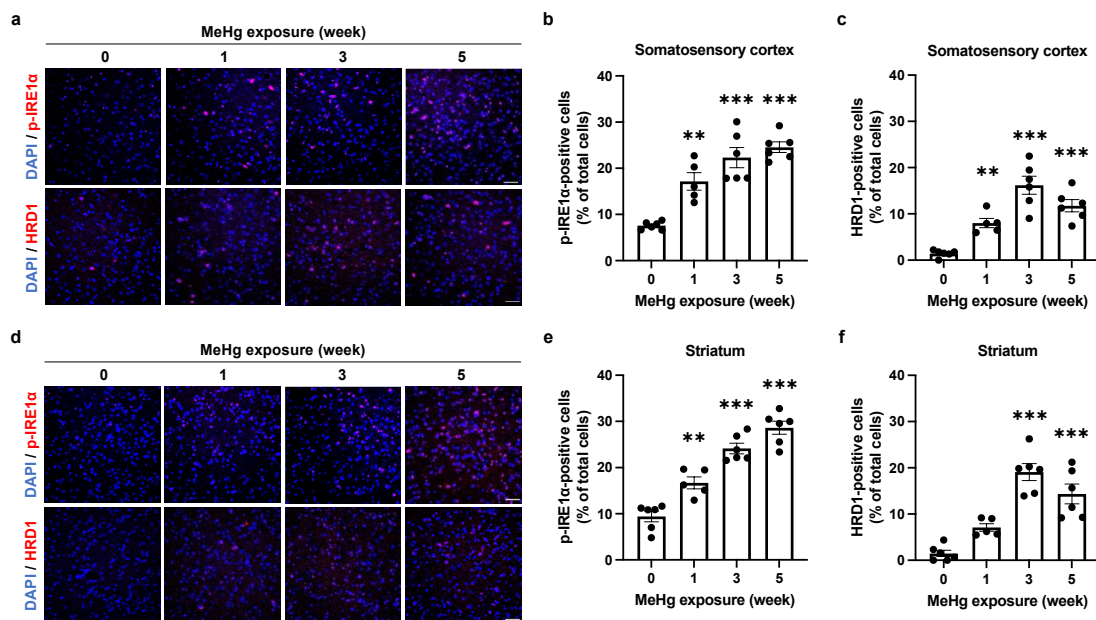 a
MeHg exposure (week)
0 1 3 5
DAPI / p-IRE1α
DAPI / HRD1
b
Somatosensory cortex
p-IRE1α-positive cells
(% of total cells)
40
30
20
10
0
** *** ***
0 1 3 5
MeHg exposure (week)
c
Somatosensory cortex
HRD1-positive cells
(% of total cells)
40
30
20
10
0
** *** ***
0 1 3 5
MeHg exposure (week)
d
MeHg exposure (week)
0 1 3 5
DAPI / p-IRE1α
DAPI / HRD1
e
Striatum
p-IRE1α-positive cells
(% of total cells)
40
30
20
10
0
** *** ***
0 1 3 5
MeHg exposure (week)
f
Striatum
HRD1-positive cells
(% of total cells)
40
30
20
10
0
*** ***
0 1 3 5
MeHg exposure (week)